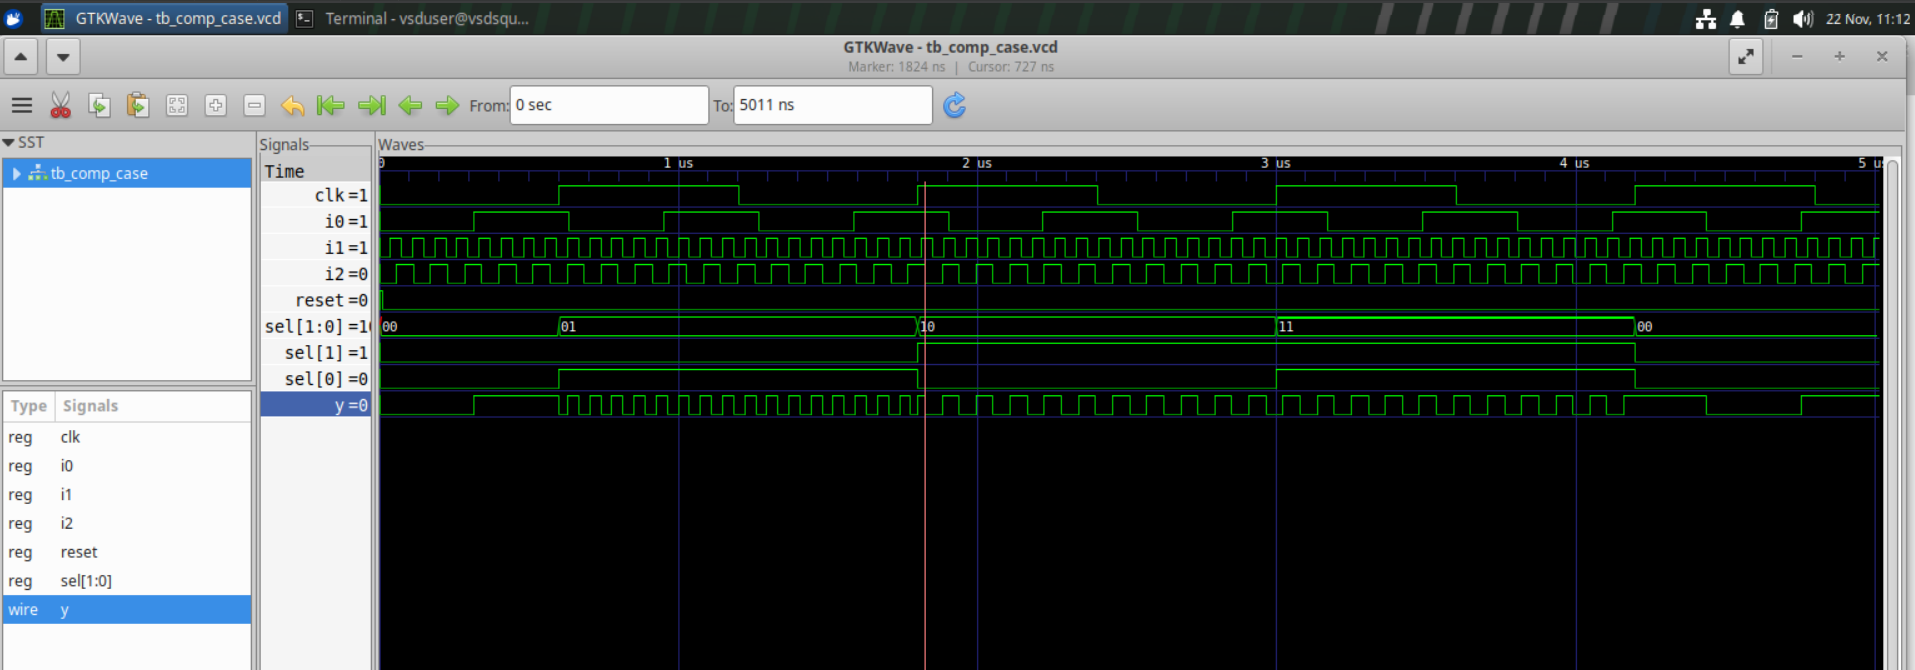 GTKWave - tb_comp_case.vcd
Terminal - vsduser@vsdsqu...
22 Nov, 11:12
GTKWave - tb_comp_case.vcd
Marker: 1824 ns | Cursor: 727 ns
From: 0 sec
To: 5011 ns
SST
Signals
Waves
tb_comp_case
Time
0 1 us 2 us 3 us 4 us 5 u
clk =1
i0 =1
i1 =1
i2 =0
reset =0
sel[1:0] =1 00 01 10 11 00
sel[1] =1
sel[0] =0
y =0
Type Signals
reg clk
reg i0
reg i1
reg i2
reg reset
reg sel[1:0]
wire y